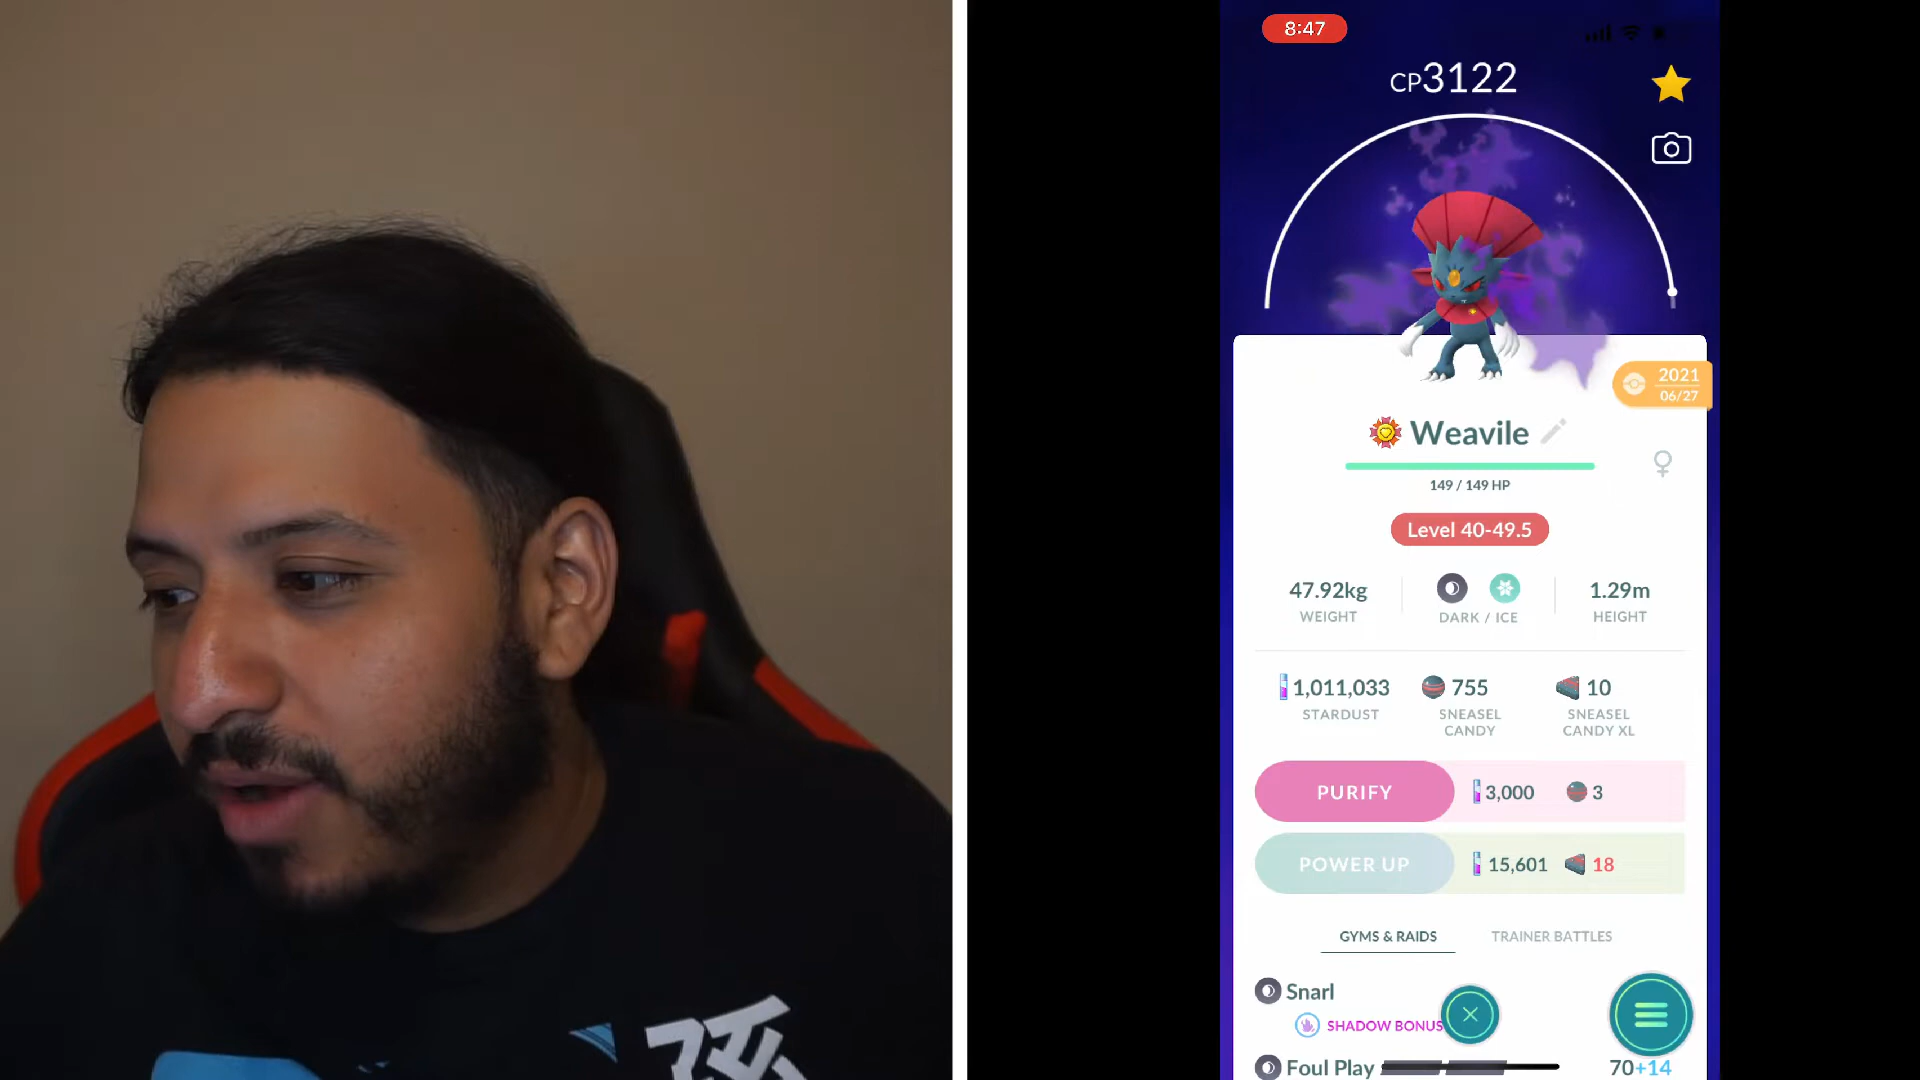 8:47
CP3122
2021
06/27
Weavile
149 / 149 HP
Level 40-49.5
47.92kg
WEIGHT
DARK / ICE
1.29m
HEIGHT
1,011,033
STARDUST
755
SNEASEL
CANDY
10
SNEASEL
CANDY XL
PURIFY
3,000
3
POWER UP
15,601
18
GYMS & RAIDS
TRAINER BATTLES
Snarl
SHADOW BONUS
Foul Play
70+14